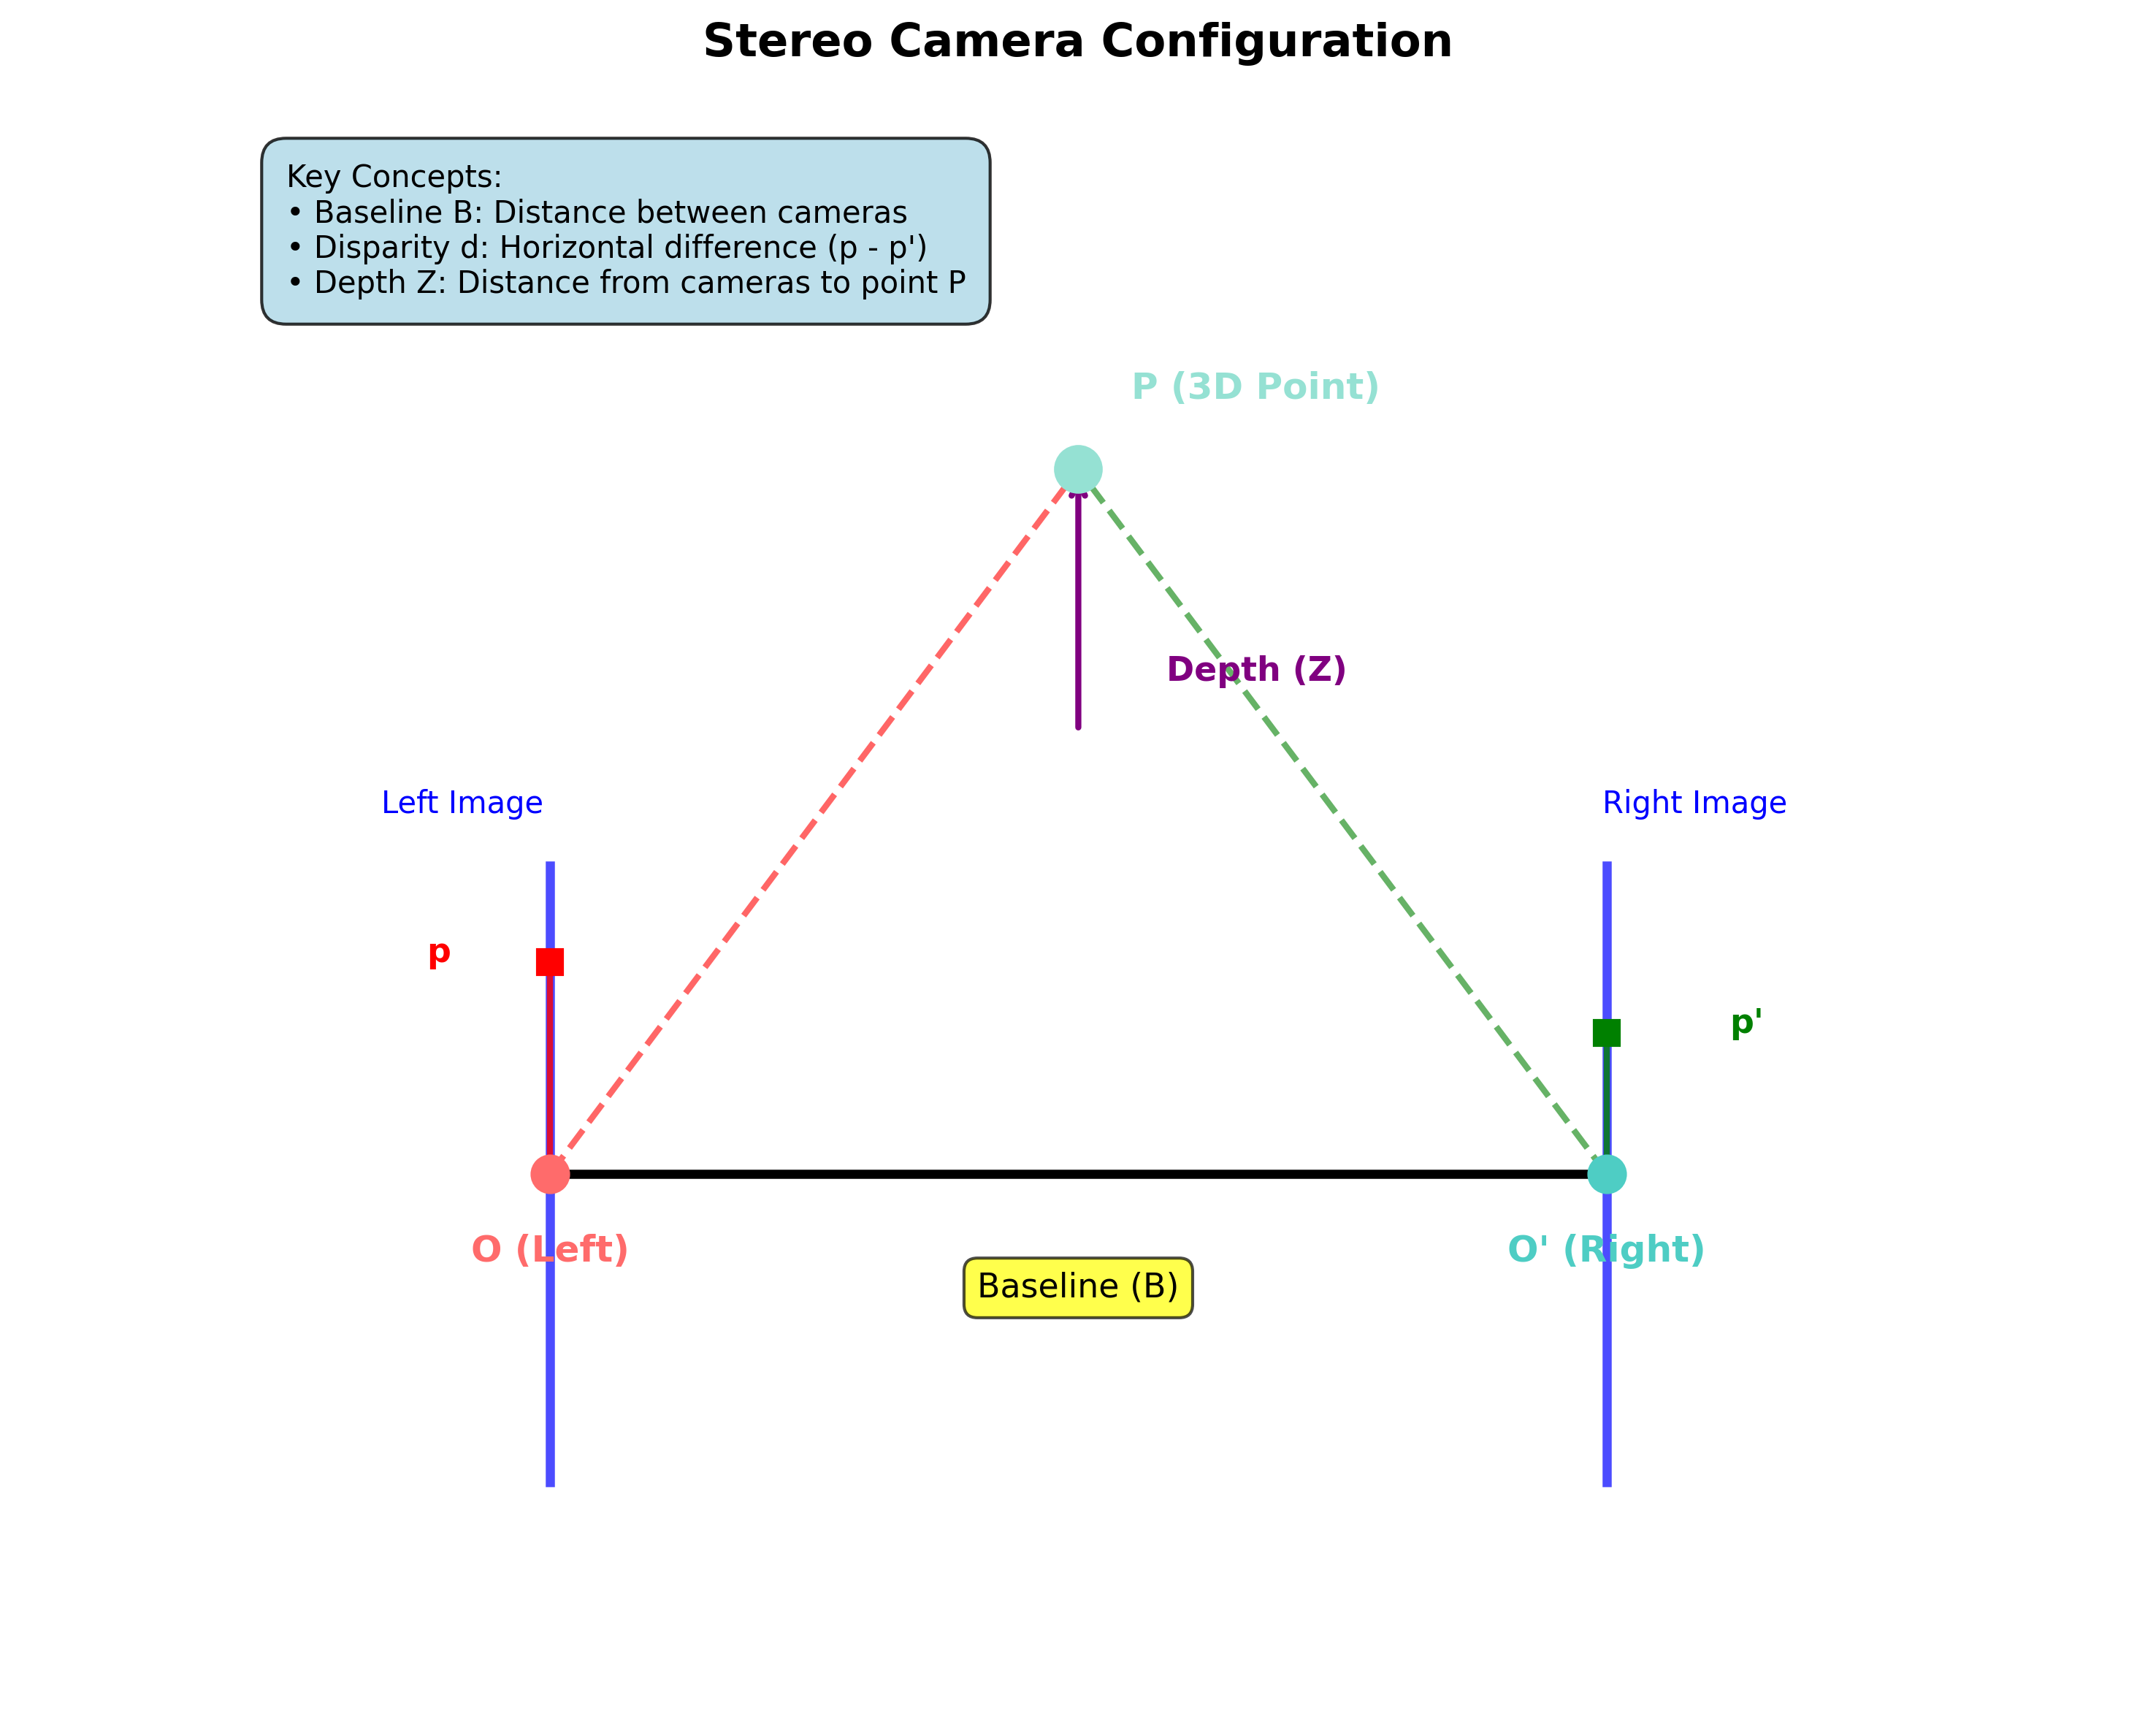 Stereo Camera Configuration
Key Concepts:
• Baseline B: Distance between cameras
• Disparity d: Horizontal difference (p - p')
• Depth Z: Distance from cameras to point P
P (3D Point)
Depth (Z)
Left Image
Right Image
p
p'
O (Left)
O' (Right)
Baseline (B)